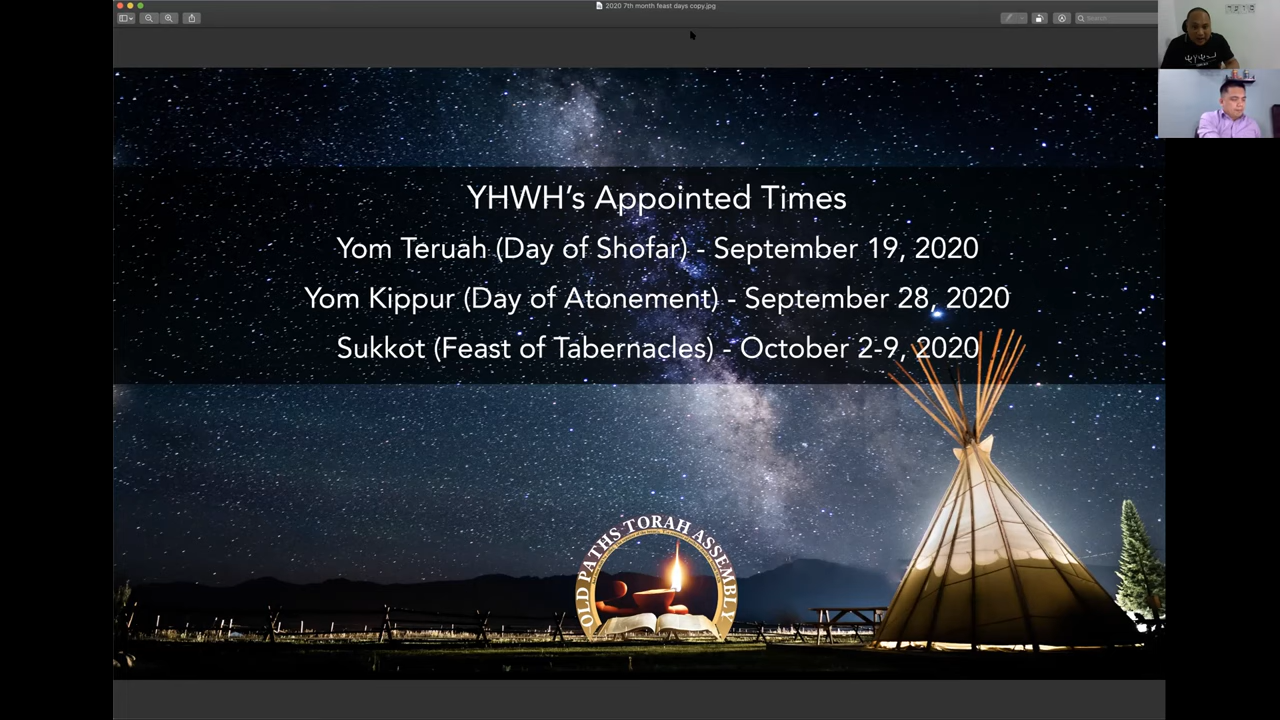 2020 7th month feast days copy.jpg
Search
YHWH's Appointed Times
Yom Teruah (Day of Shofar) - September 19, 2020
Yom Kippur (Day of Atonement) - September 28, 2020
Sukkot (Feast of Tabernacles) - October 2-9, 2020
OLD PATHS TORAH ASSEMBLY